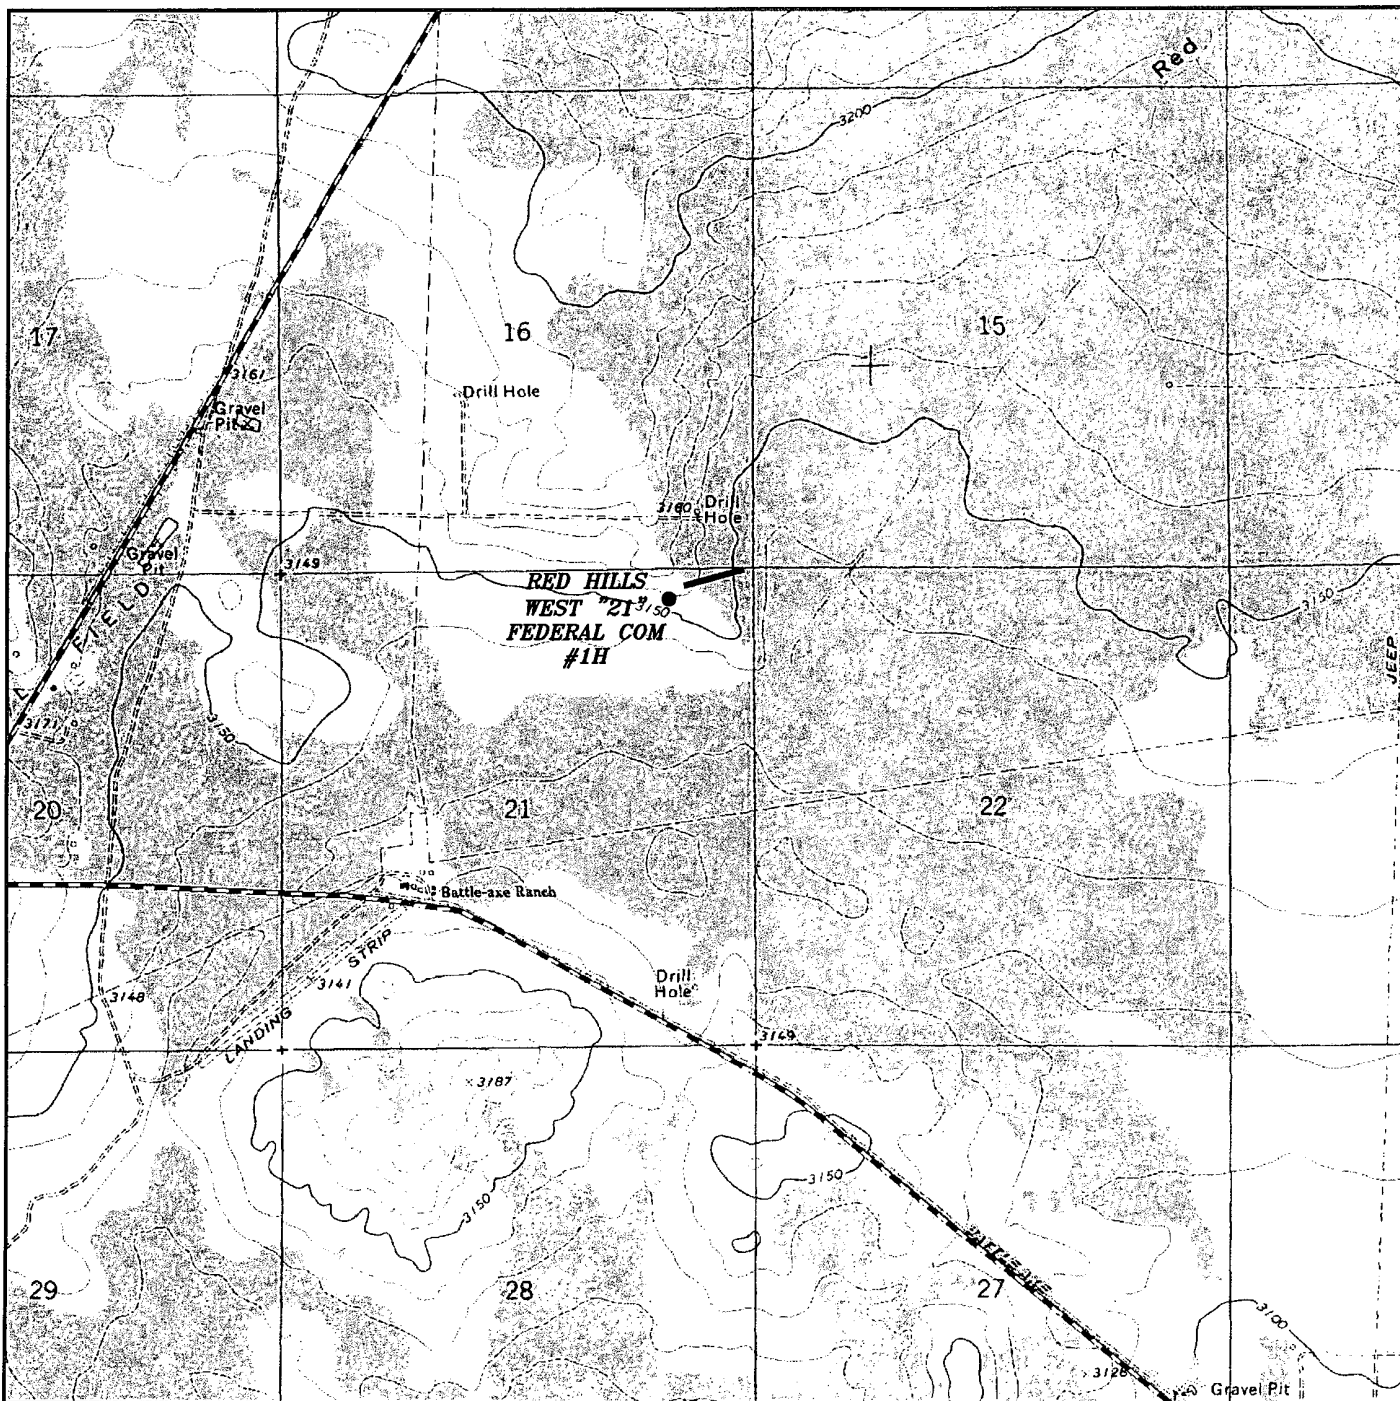 Red
3200
17
16
15
3161
Drill Hole
Gravel
Pit
3160
Drill
Hole
Gravel
Pit
3149
FIELD
RED HILLS
WEST "21"
FEDERAL COM
#1H
3150
3150
JEEP
3171
3150
20
21
22
Battle-axe Ranch
STRIP
Drill
Hole
3141
3148
LANDING
3149
3187
3150
3150
29
28
27
3100
3128
Gravel Pit